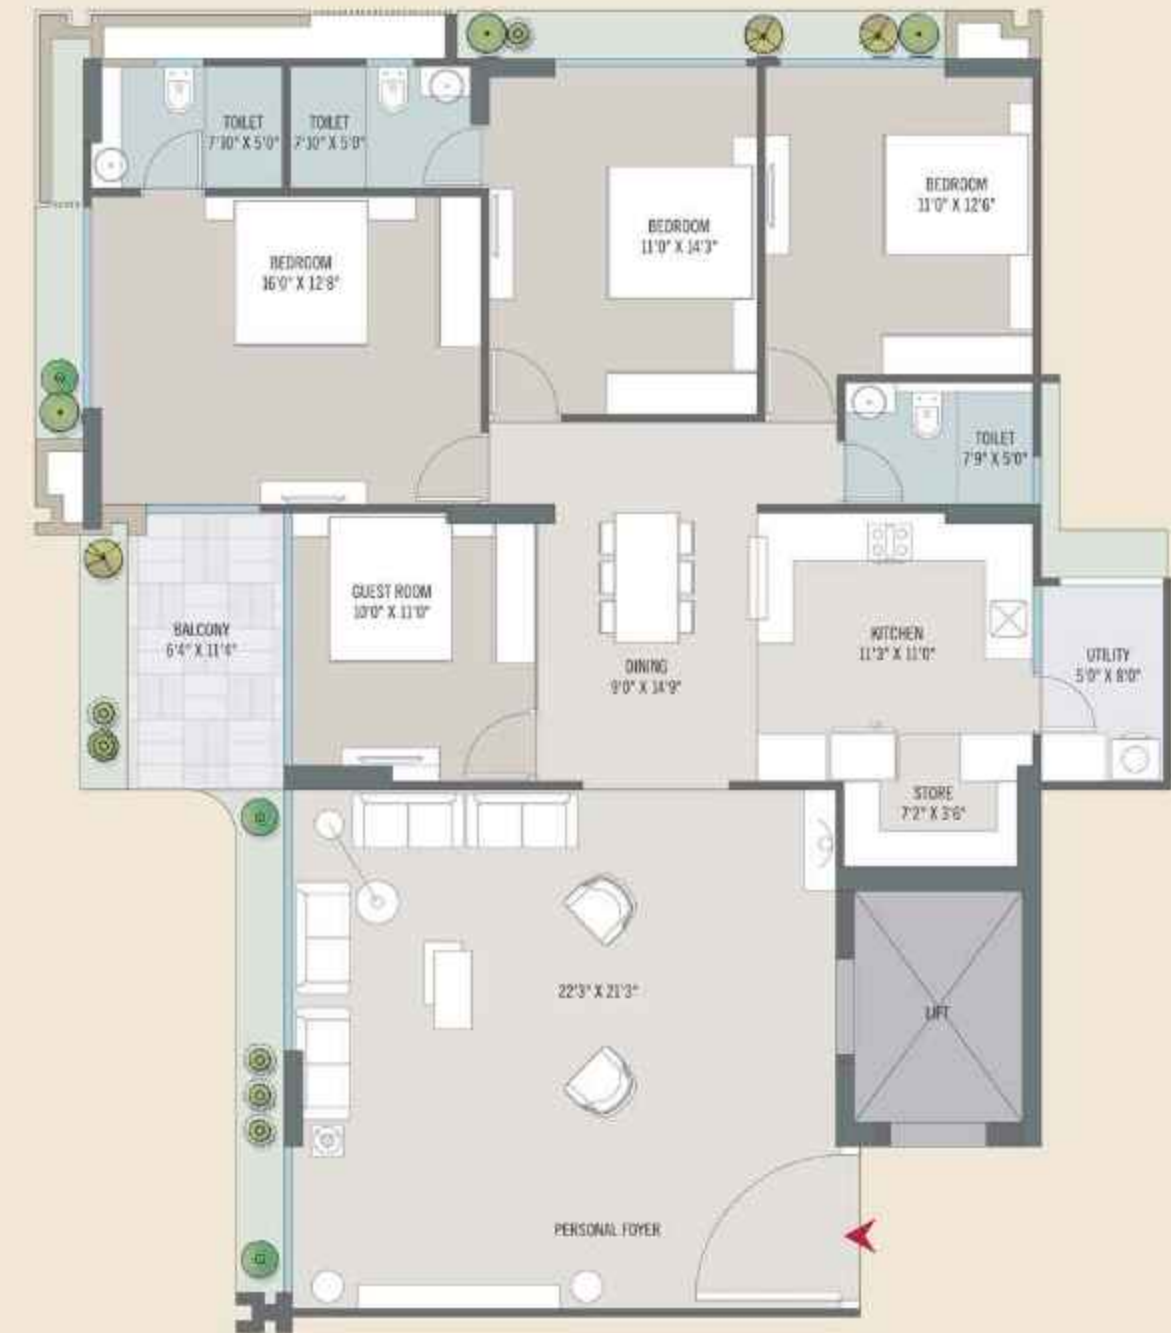 TOILET
7'10" X 5'0"
TOILET
7'10" X 5'0"
BEDROOM
11'0" X 12'6"
BEDROOM
11'0" X 14'3"
BEDROOM
16'0" X 12'8"
TOILET
7'9" X 5'0"
GUEST ROOM
10'0" X 11'0"
BALCONY
6'4" X 11'4"
KITCHEN
11'3" X 11'0"
DINING
9'0" X 14'9"
UTILITY
5'0" X 8'0"
STORE
7'2" X 3'6"
22'3" X 21'3"
LIFT
PERSONAL FOYER